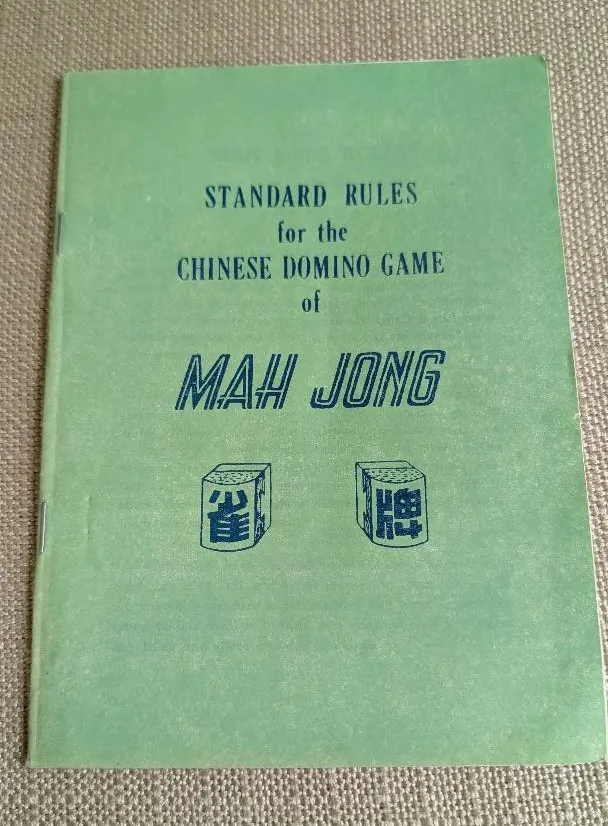 STANDARD RULES
for the
CHINESE DOMINO GAME
of
MAH JONG
雀 牌